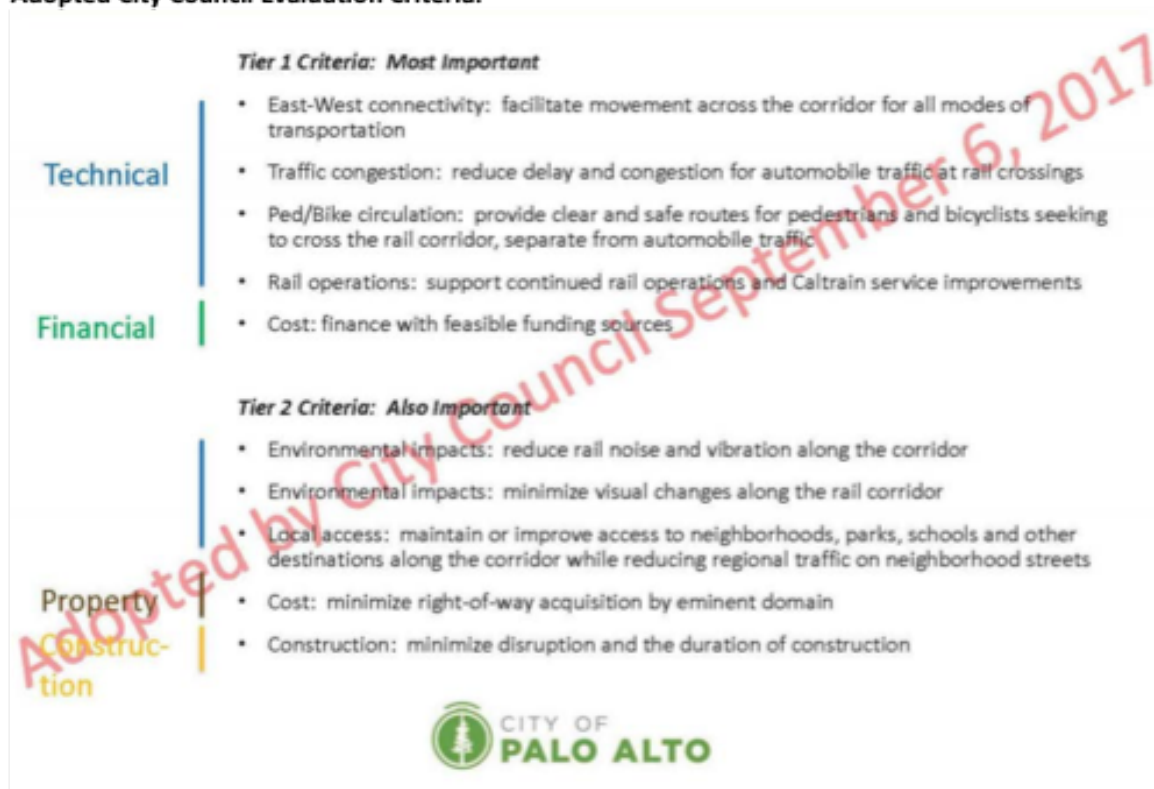 Adopted City Council Evaluation Criteria:
Tier 1 Criteria: Most Important
• East-West connectivity: facilitate movement across the corridor for all modes of
transportation
Technical
• Traffic congestion: reduce delay and congestion for automobile traffic at rail crossings
• Ped/Bike circulation: provide clear and safe routes for pedestrians and bicyclists seeking
to cross the rail corridor, separate from automobile traffic
• Rail operations: support continued rail operations and Caltrain service improvements
Financial
• Cost: finance with feasible funding sources
Tier 2 Criteria: Also Important
• Environmental impacts: reduce rail noise and vibration along the corridor
• Environmental impacts: minimize visual changes along the rail corridor
• Local access: maintain or improve access to neighborhoods, parks, schools and other
destinations along the corridor while reducing regional traffic on neighborhood streets
Property
• Cost: minimize right-of-way acquisition by eminent domain
Construc-
tion
• Construction: minimize disruption and the duration of construction
Adopted by City Council September 6, 2017
CITY OF
PALO ALTO